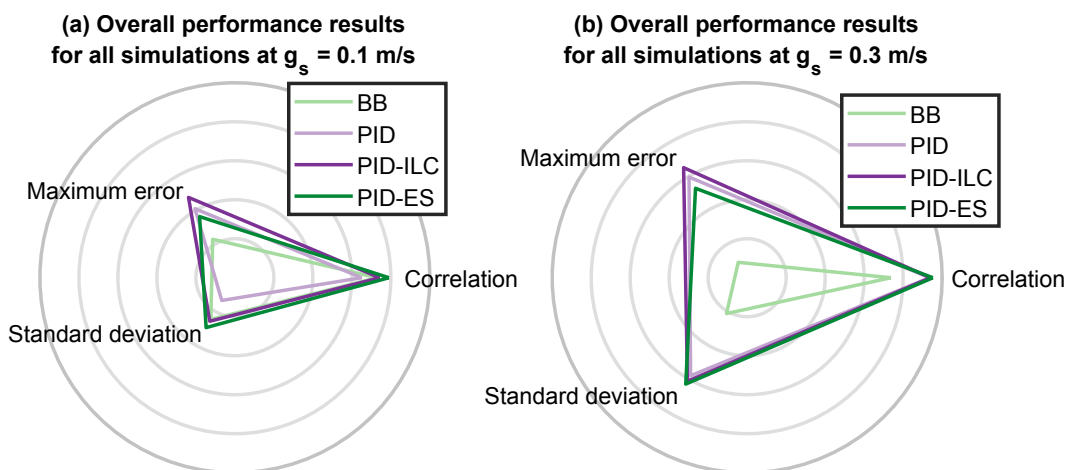 (a) Overall performance results
for all simulations at g_s = 0.1 m/s
BB
PID
PID-ILC
PID-ES
Maximum error
Correlation
Standard deviation
(b) Overall performance results
for all simulations at g_s = 0.3 m/s
BB
PID
PID-ILC
PID-ES
Maximum error
Correlation
Standard deviation